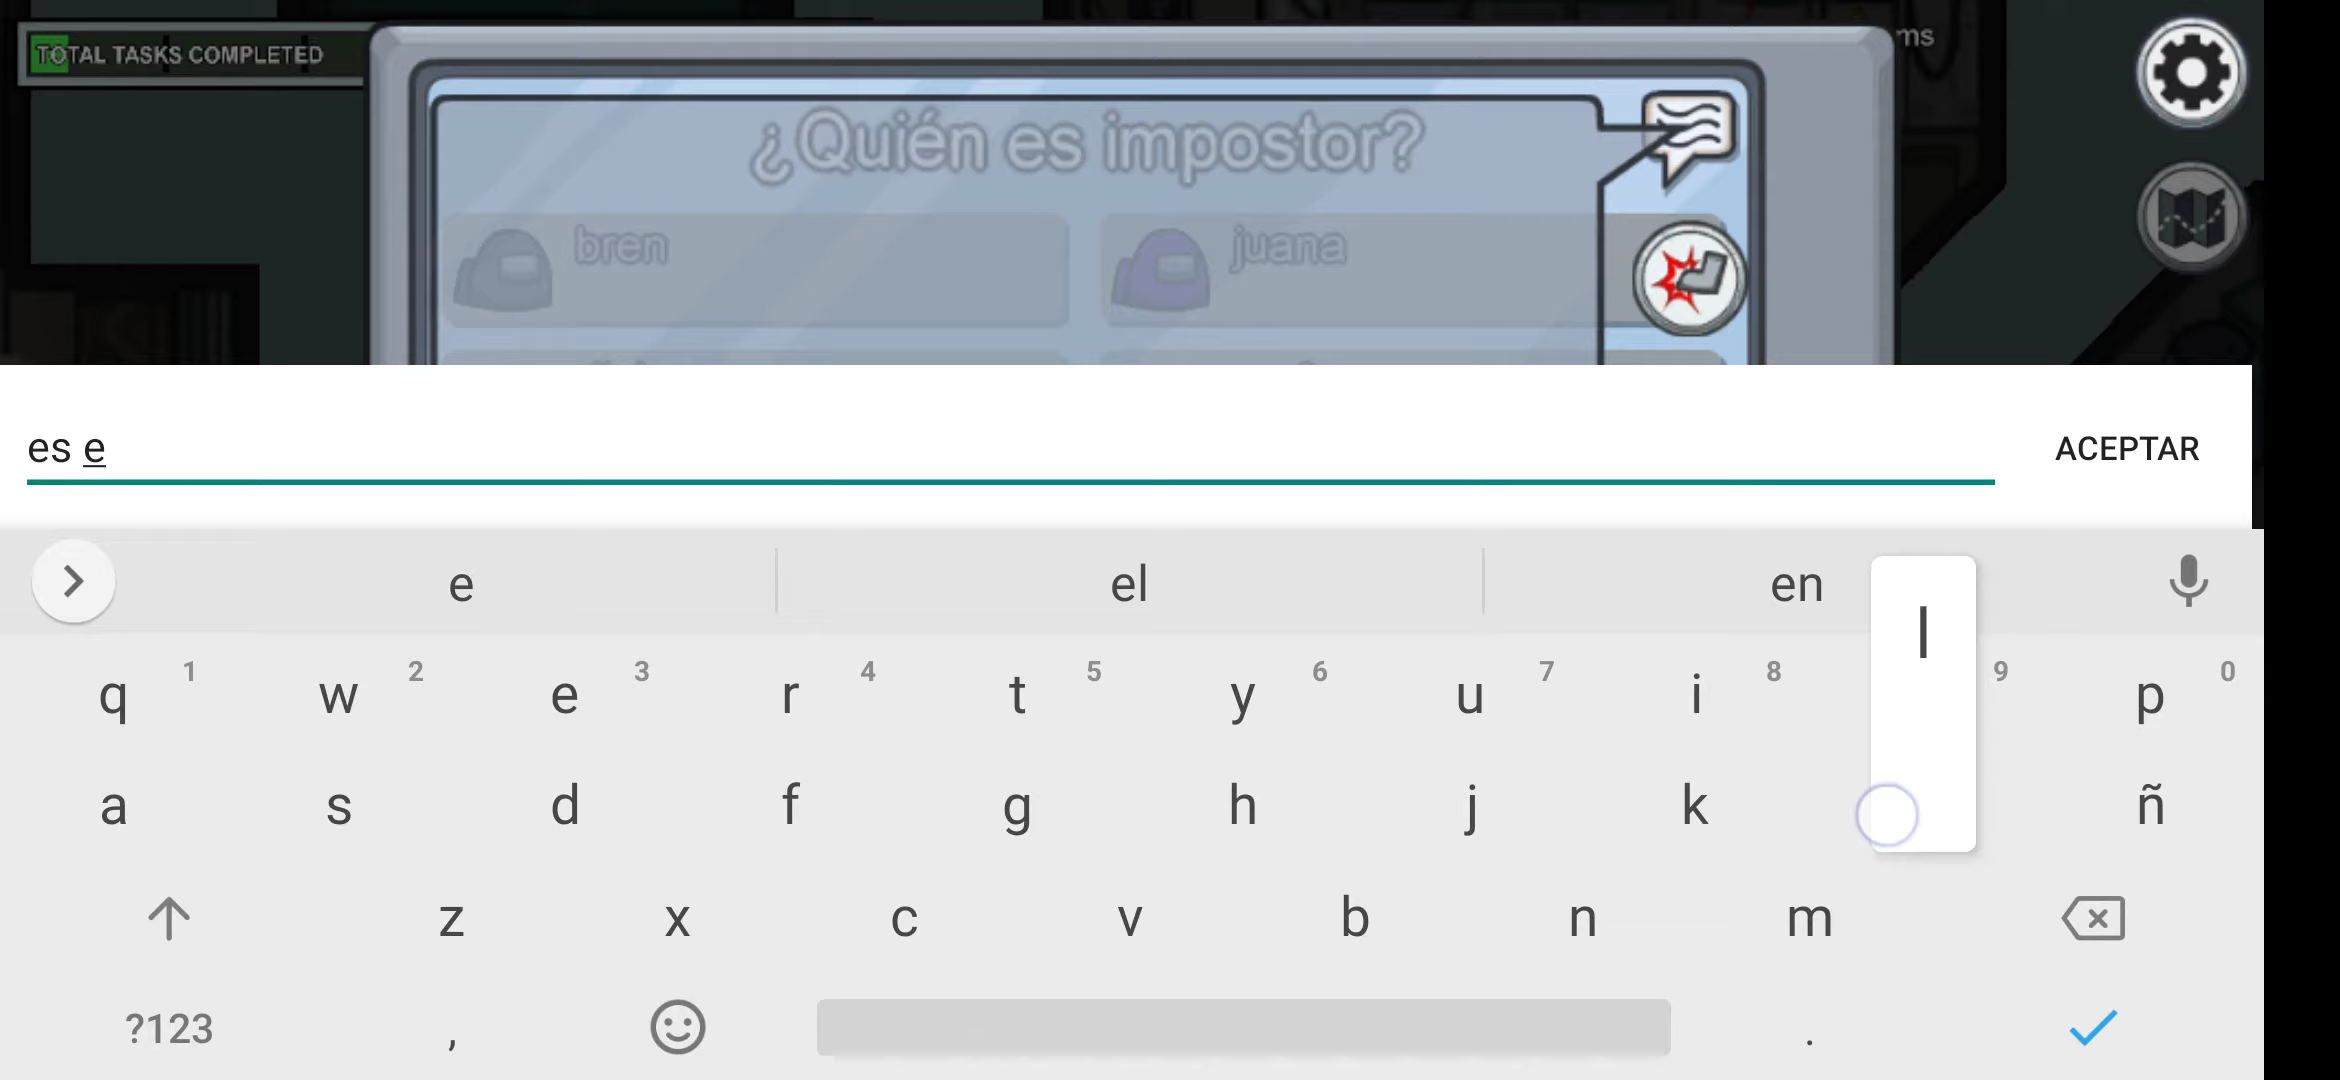 TOTAL TASKS COMPLETED
ms
¿Quién es impostor?
bren
juana
es e
ACEPTAR
e el en
l
q 1 w 2 e 3 r 4 t 5 y 6 u 7 i 8 9 p 0
a s d f g h j k ñ
z x c v b n m
?123 , .